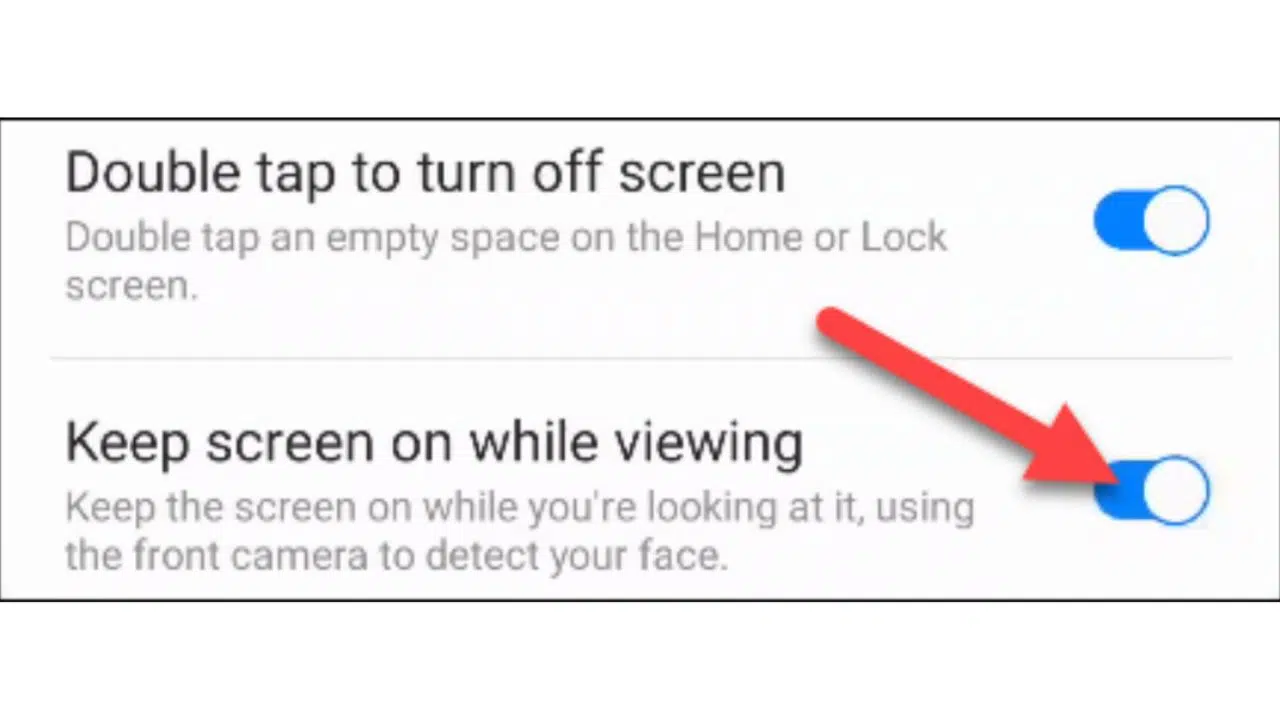 Double tap to turn off screen
Double tap an empty space on the Home or Lock
screen.
Keep screen on while viewing
Keep the screen on while you're looking at it, using
the front camera to detect your face.